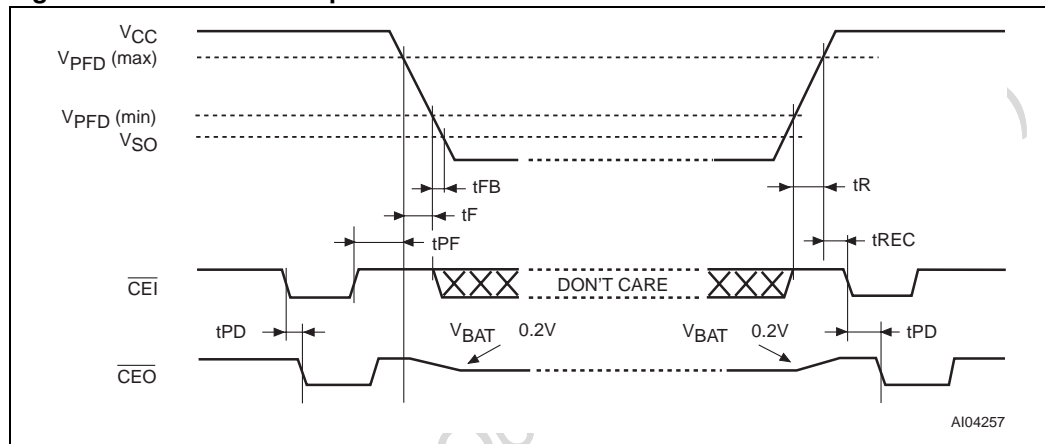 VCC
VPFD (max)
VPFD (min)
VSO
tFB
tR
tF
tREC
tPF
CEI
DON'T CARE
tPD
VBAT 0.2V
VBAT 0.2V
tPD
CEO
AI04257